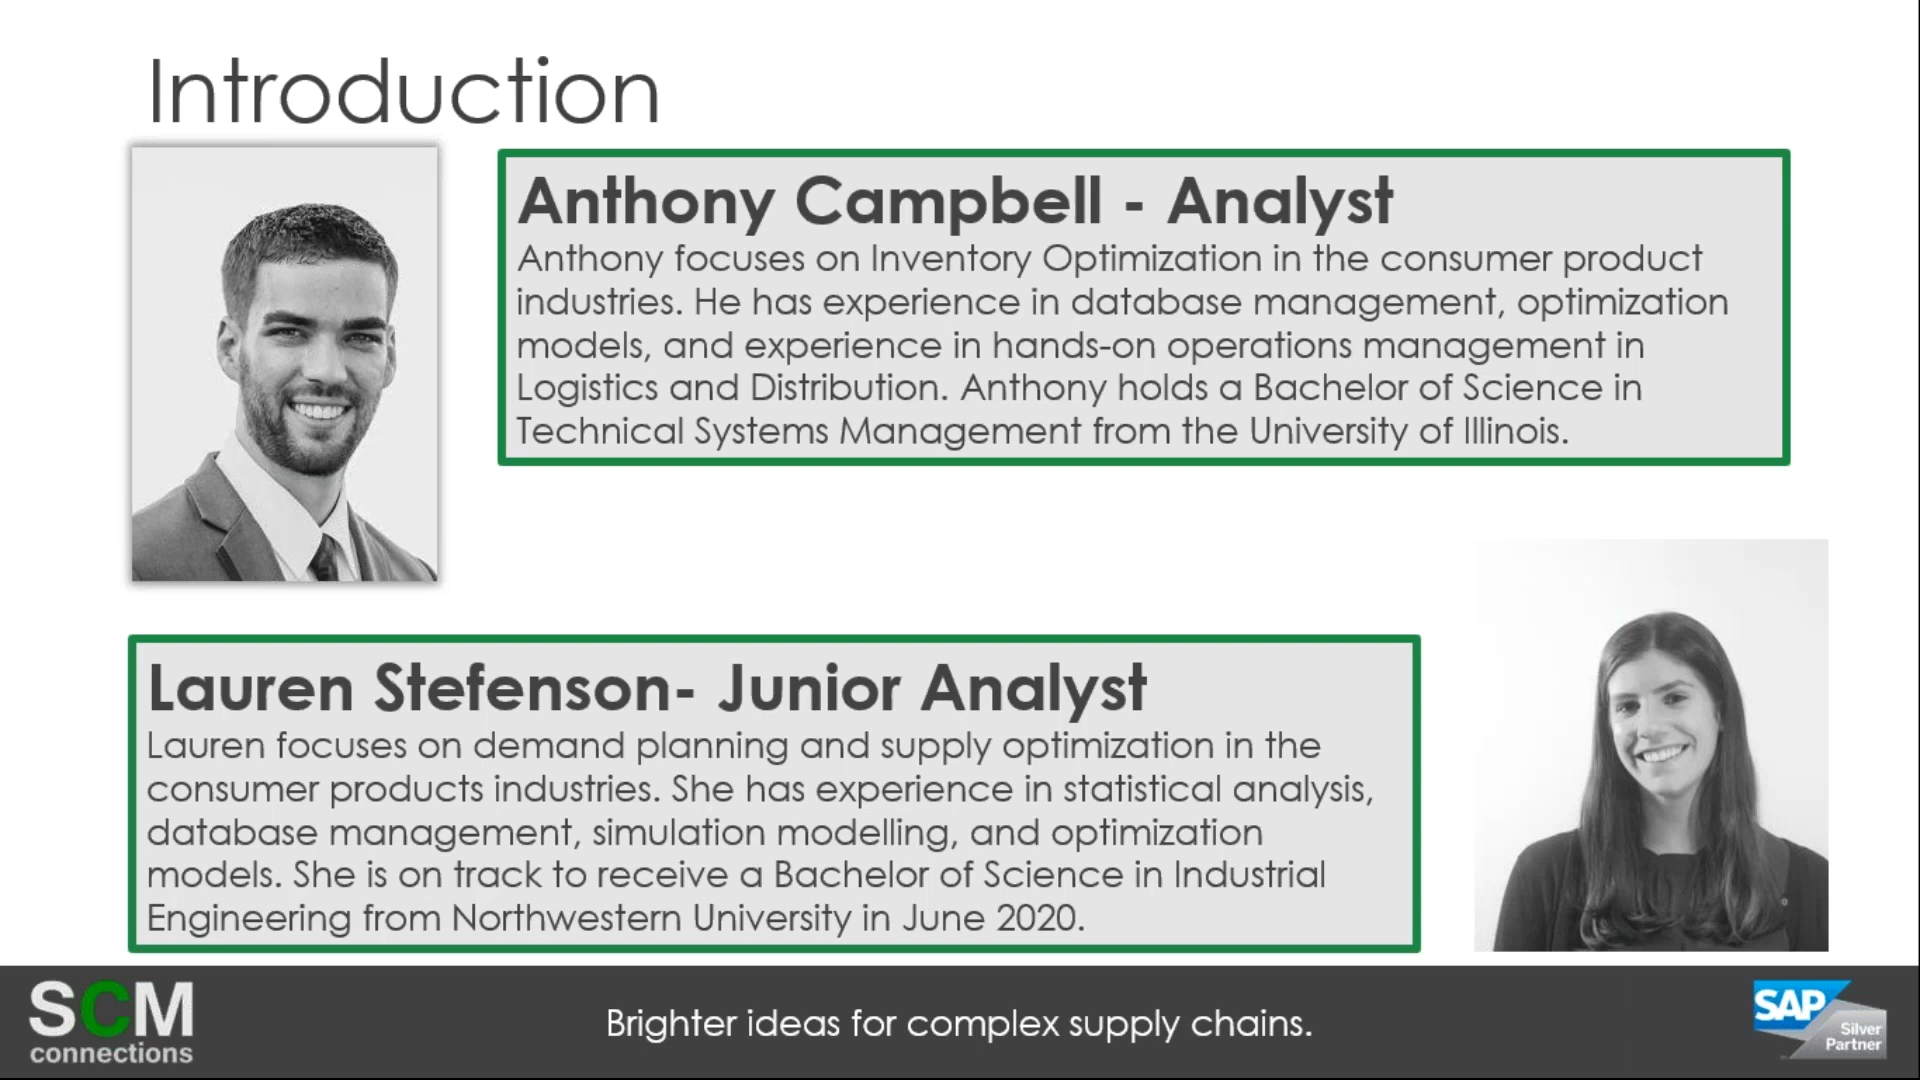 Introduction
Anthony Campbell - Analyst
Anthony focuses on Inventory Optimization in the consumer product
industries. He has experience in database management, optimization
models, and experience in hands-on operations management in
Logistics and Distribution. Anthony holds a Bachelor of Science in
Technical Systems Management from the University of Illinois.
Lauren Stefenson- Junior Analyst
Lauren focuses on demand planning and supply optimization in the
consumer products industries. She has experience in statistical analysis,
database management, simulation modelling, and optimization
models. She is on track to receive a Bachelor of Science in Industrial
Engineering from Northwestern University in June 2020.
SCM
connections
Brighter ideas for complex supply chains.
SAP
Silver
Partner